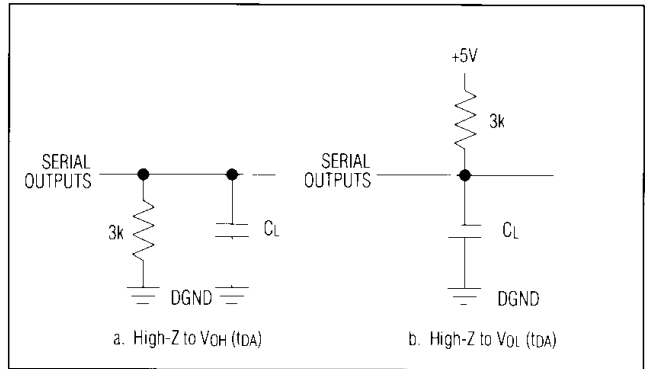 SERIAL
OUTPUTS
3k
CL
DGND
a. High-Z to VOH (tDA)
+5V
3k
SERIAL
OUTPUTS
CL
DGND
b. High-Z to VOL (tDA)